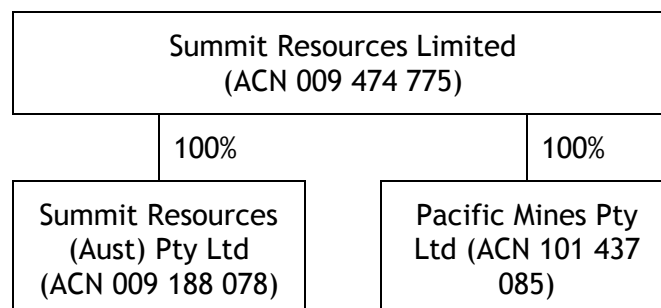 Summit Resources Limited
(ACN 009 474 775)
100%
100%
Summit Resources
(Aust) Pty Ltd
(ACN 009 188 078)
Pacific Mines Pty
Ltd (ACN 101 437
085)